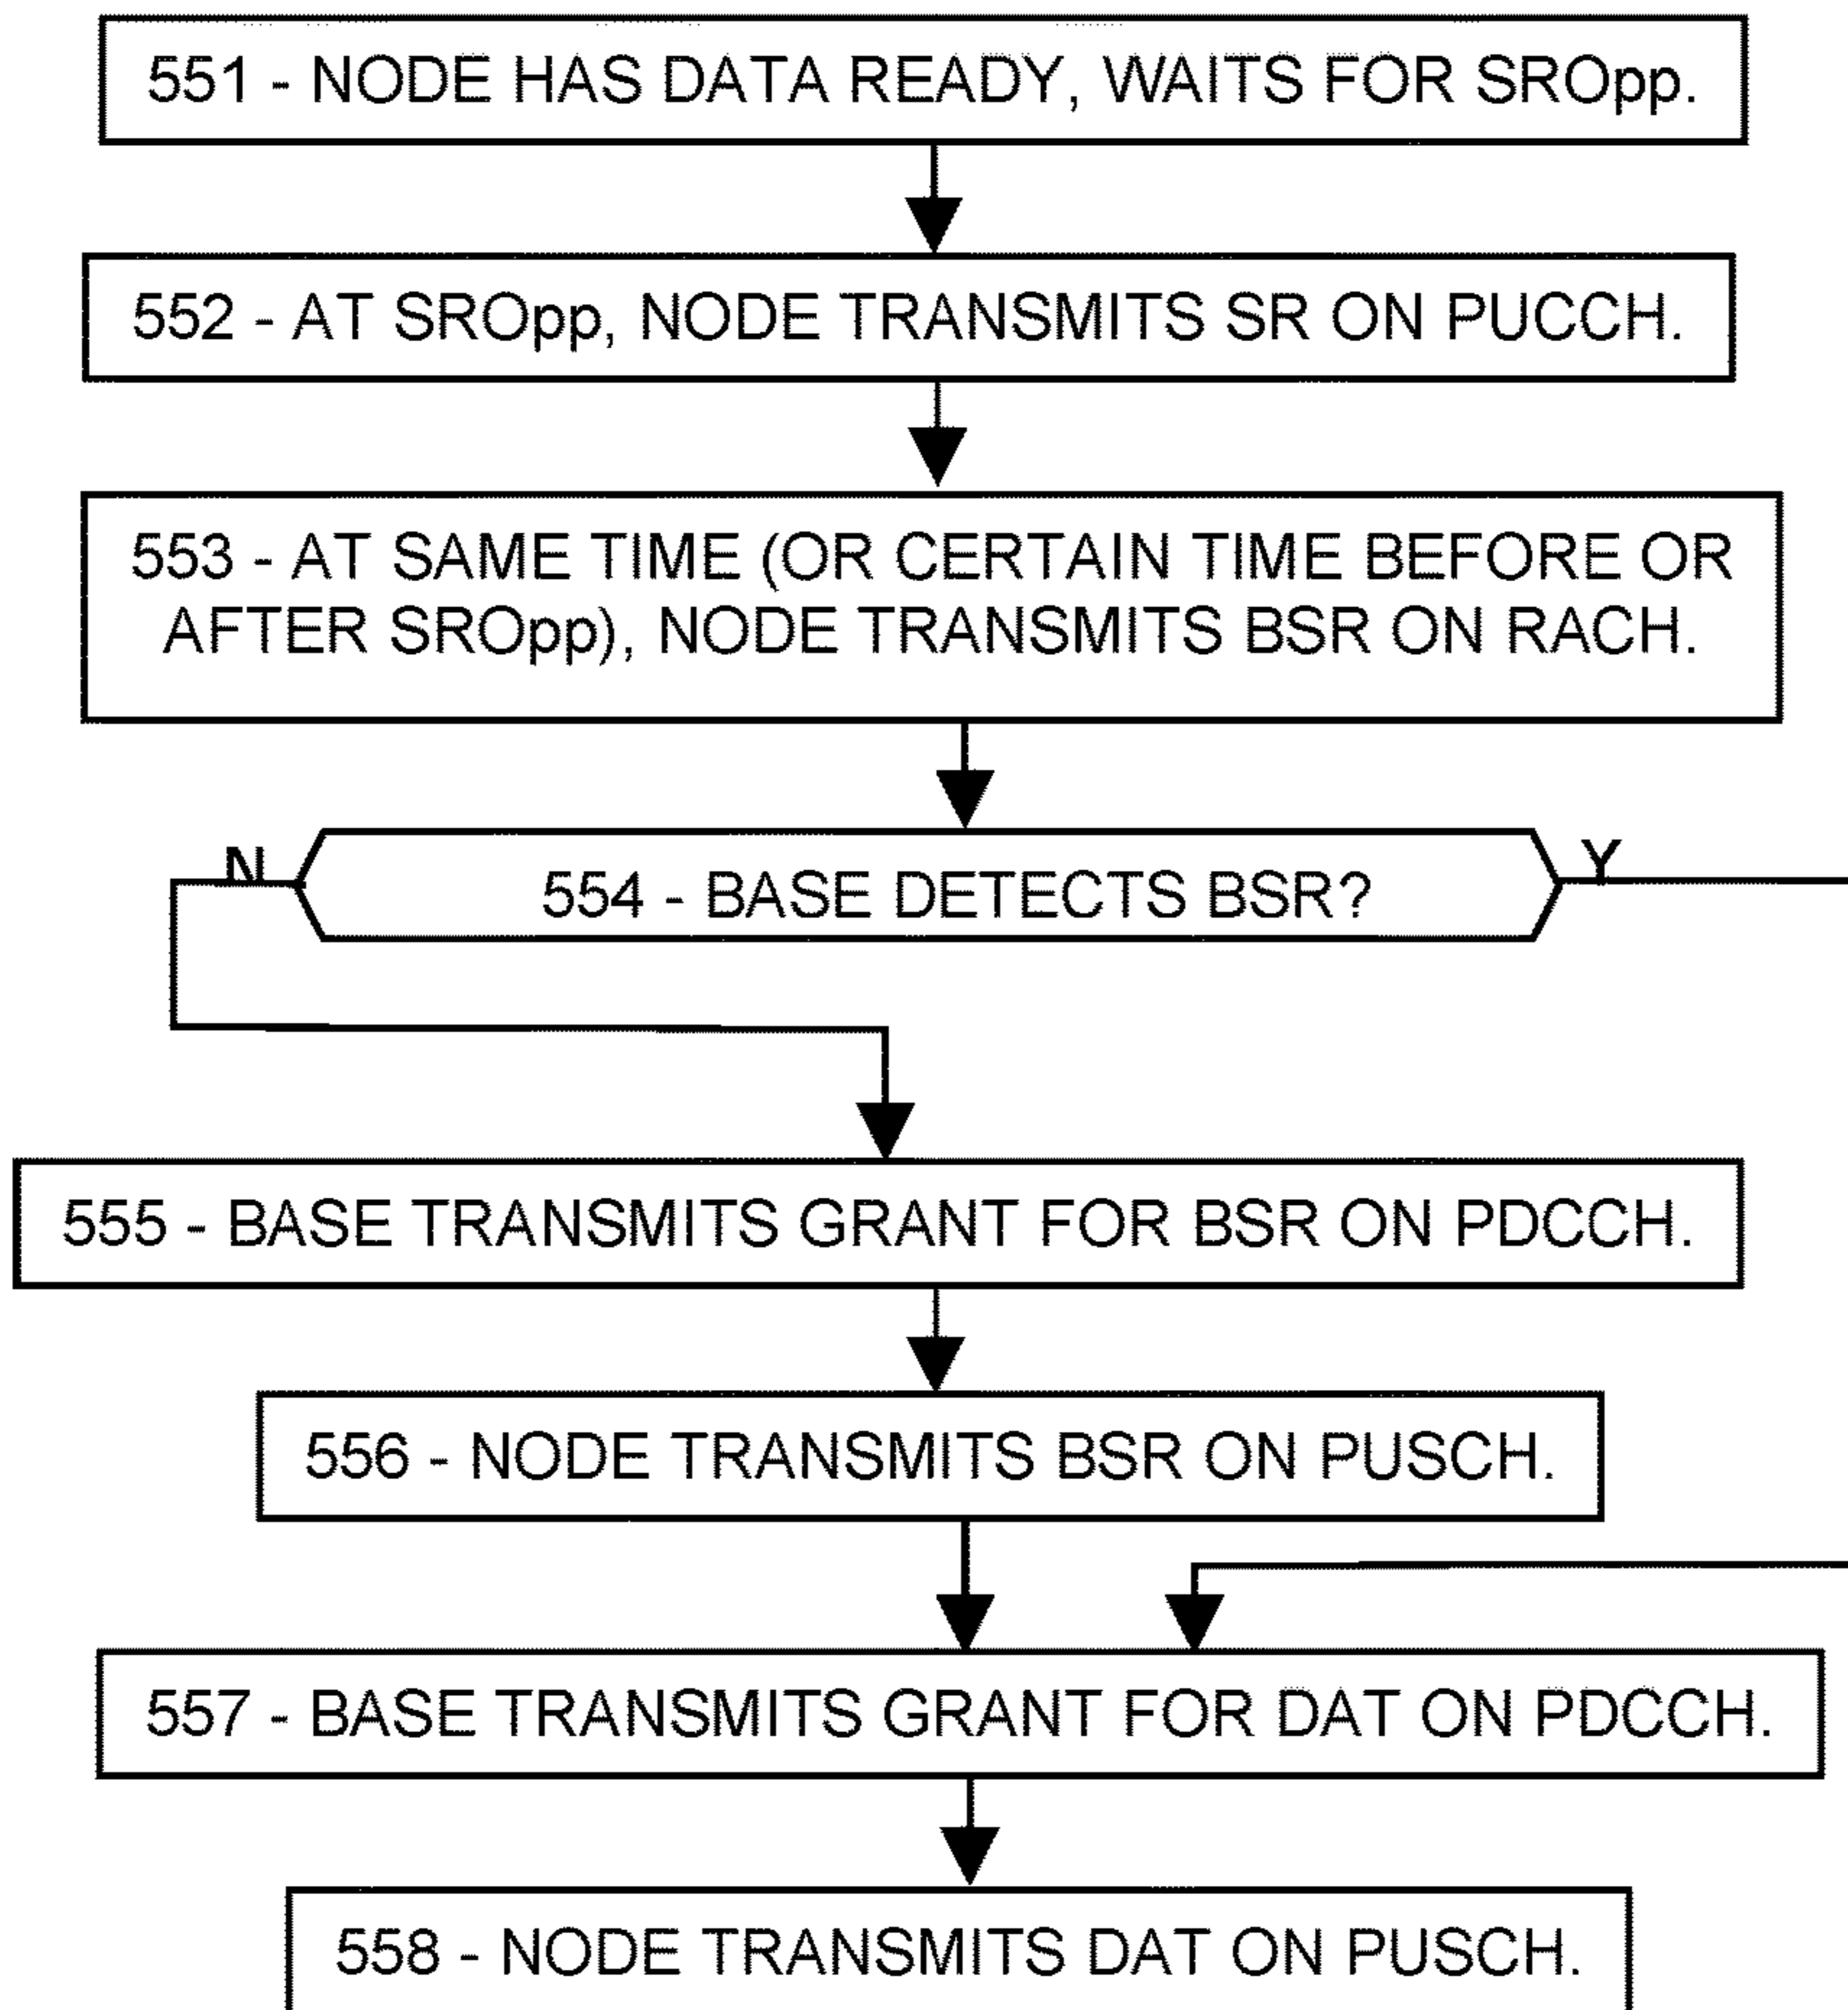 551 - NODE HAS DATA READY, WAITS FOR SROpp.
552 - AT SROpp, NODE TRANSMITS SR ON PUCCH.
553 - AT SAME TIME (OR CERTAIN TIME BEFORE OR
AFTER SROpp), NODE TRANSMITS BSR ON RACH.
N
Y
554 - BASE DETECTS BSR?
555 - BASE TRANSMITS GRANT FOR BSR ON PDCCH.
556 - NODE TRANSMITS BSR ON PUSCH.
557 - BASE TRANSMITS GRANT FOR DAT ON PDCCH.
558 - NODE TRANSMITS DAT ON PUSCH.